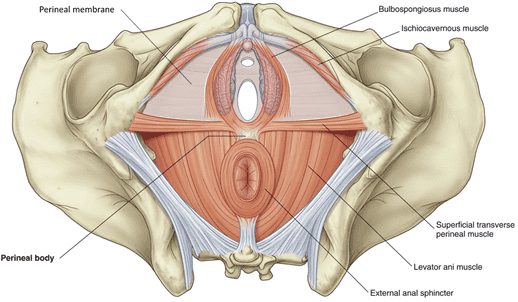 Perineal membrane
Bulbospongiosus muscle
Ischiocavernous muscle
Superficial transverse
perineal muscle
Perineal body
Levator ani muscle
External anal sphincter